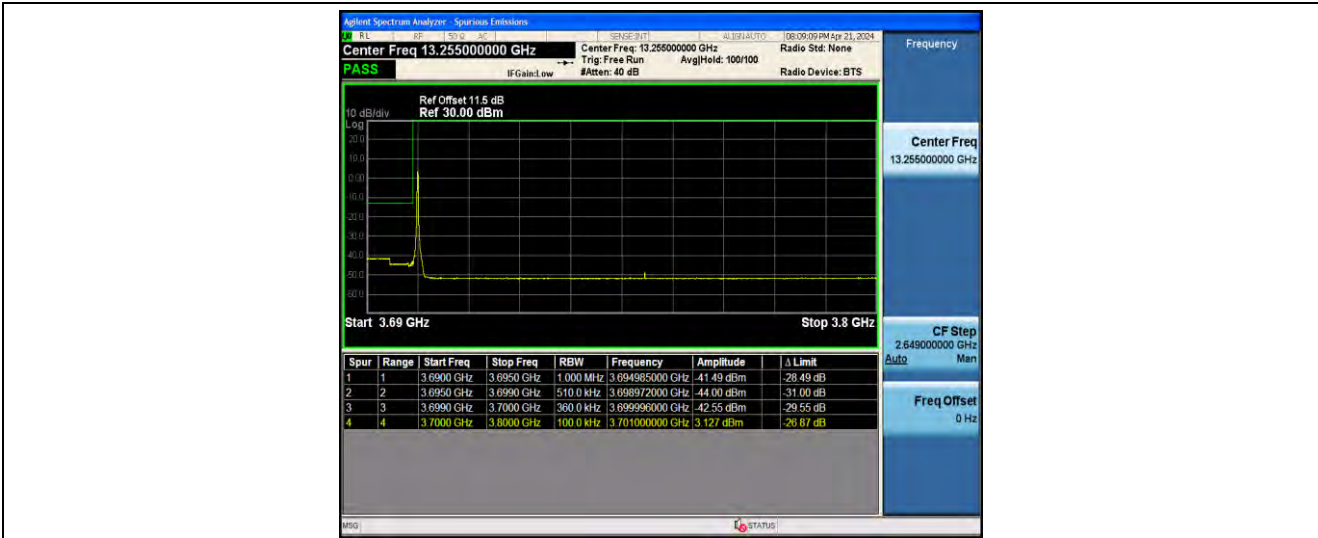 Agilent Spectrum Analyzer - Spurious Emissions
RL RF 50 Ω AC SENSE:INT ALIGN AUTO 08:09:09 PM Apr 21, 2024
Center Freq 13.255000000 GHz
Center Freq: 13.255000000 GHz Radio Std: None
Trig: Free Run Avg|Hold: 100/100
PASS IFGain:Low #Atten: 40 dB Radio Device: BTS
Ref Offset 11.5 dB
10 dB/div Ref 30.00 dBm
Log
20.0
10.0
0.00
-10.0
-20.0
-30.0
-40.0
-50.0
-60.0
Start 3.69 GHz Stop 3.8 GHz
Spur Range Start Freq Stop Freq RBW Frequency Amplitude Δ Limit
1 1 3.6900 GHz 3.6950 GHz 1.000 MHz 3.694985000 GHz -41.49 dBm -28.49 dB
2 2 3.6950 GHz 3.6990 GHz 510.0 kHz 3.698972000 GHz -44.00 dBm -31.00 dB
3 3 3.6990 GHz 3.7000 GHz 360.0 kHz 3.699996000 GHz -42.55 dBm -29.55 dB
4 4 3.7000 GHz 3.8000 GHz 100.0 kHz 3.701000000 GHz 3.127 dBm -26.87 dB
MSG STATUS
Frequency
Center Freq
13.255000000 GHz
CF Step
2.649000000 GHz
Auto Man
Freq Offset
0 Hz